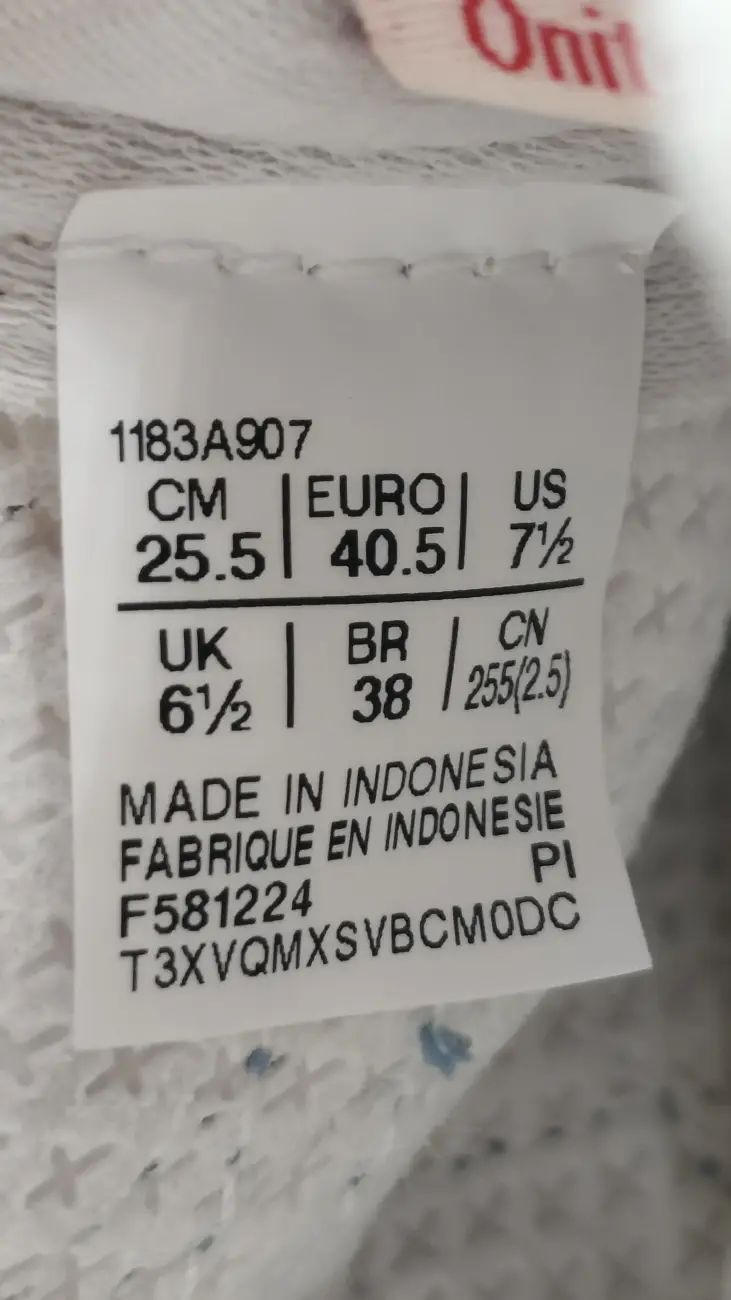 Onit
1183A907
CM | EURO | US
25.5 | 40.5 | 7½
UK | BR | CN
6½ | 38 | 255(2.5)
MADE IN INDONESIA
FABRIQUE EN INDONESIE
PI
F581224
T3XVQMXSVBCM0DC